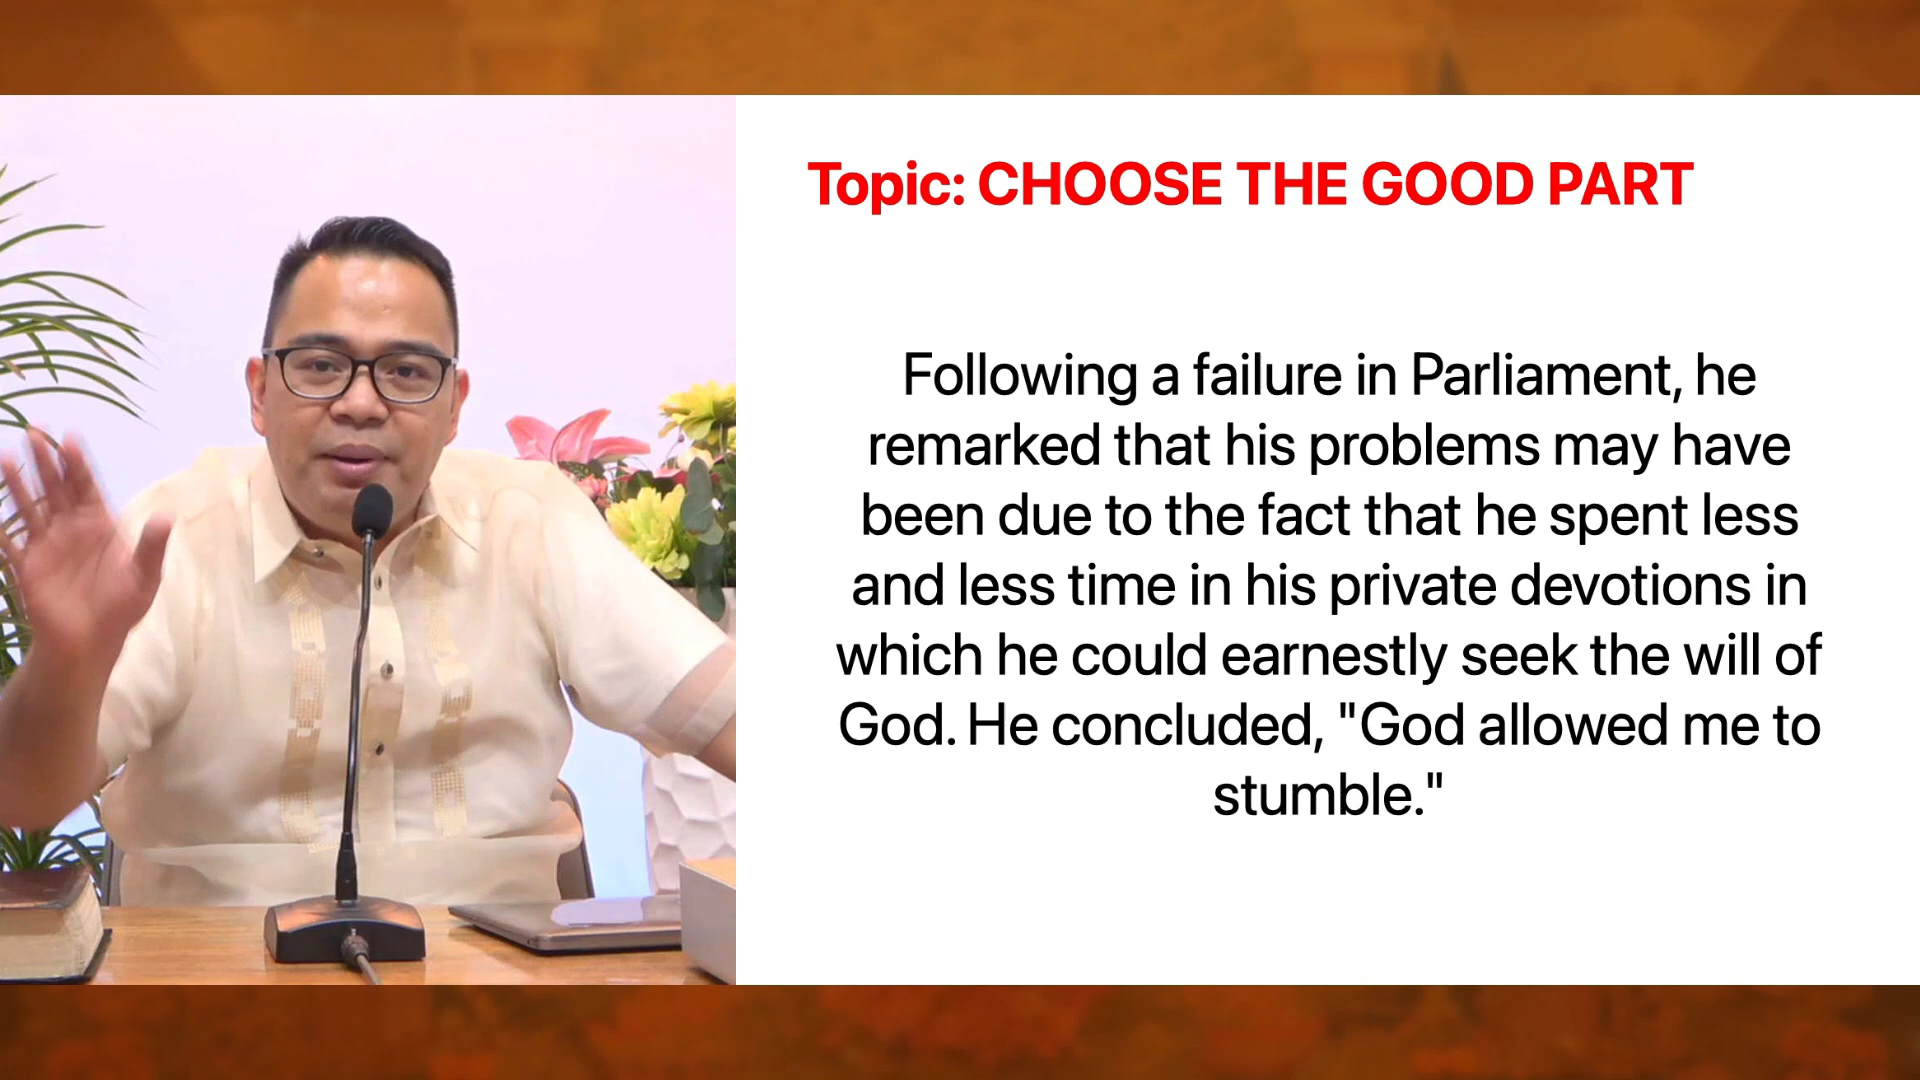 Topic: CHOOSE THE GOOD PART
Following a failure in Parliament, he
remarked that his problems may have
been due to the fact that he spent less
and less time in his private devotions in
which he could earnestly seek the will of
God. He concluded, "God allowed me to
stumble."